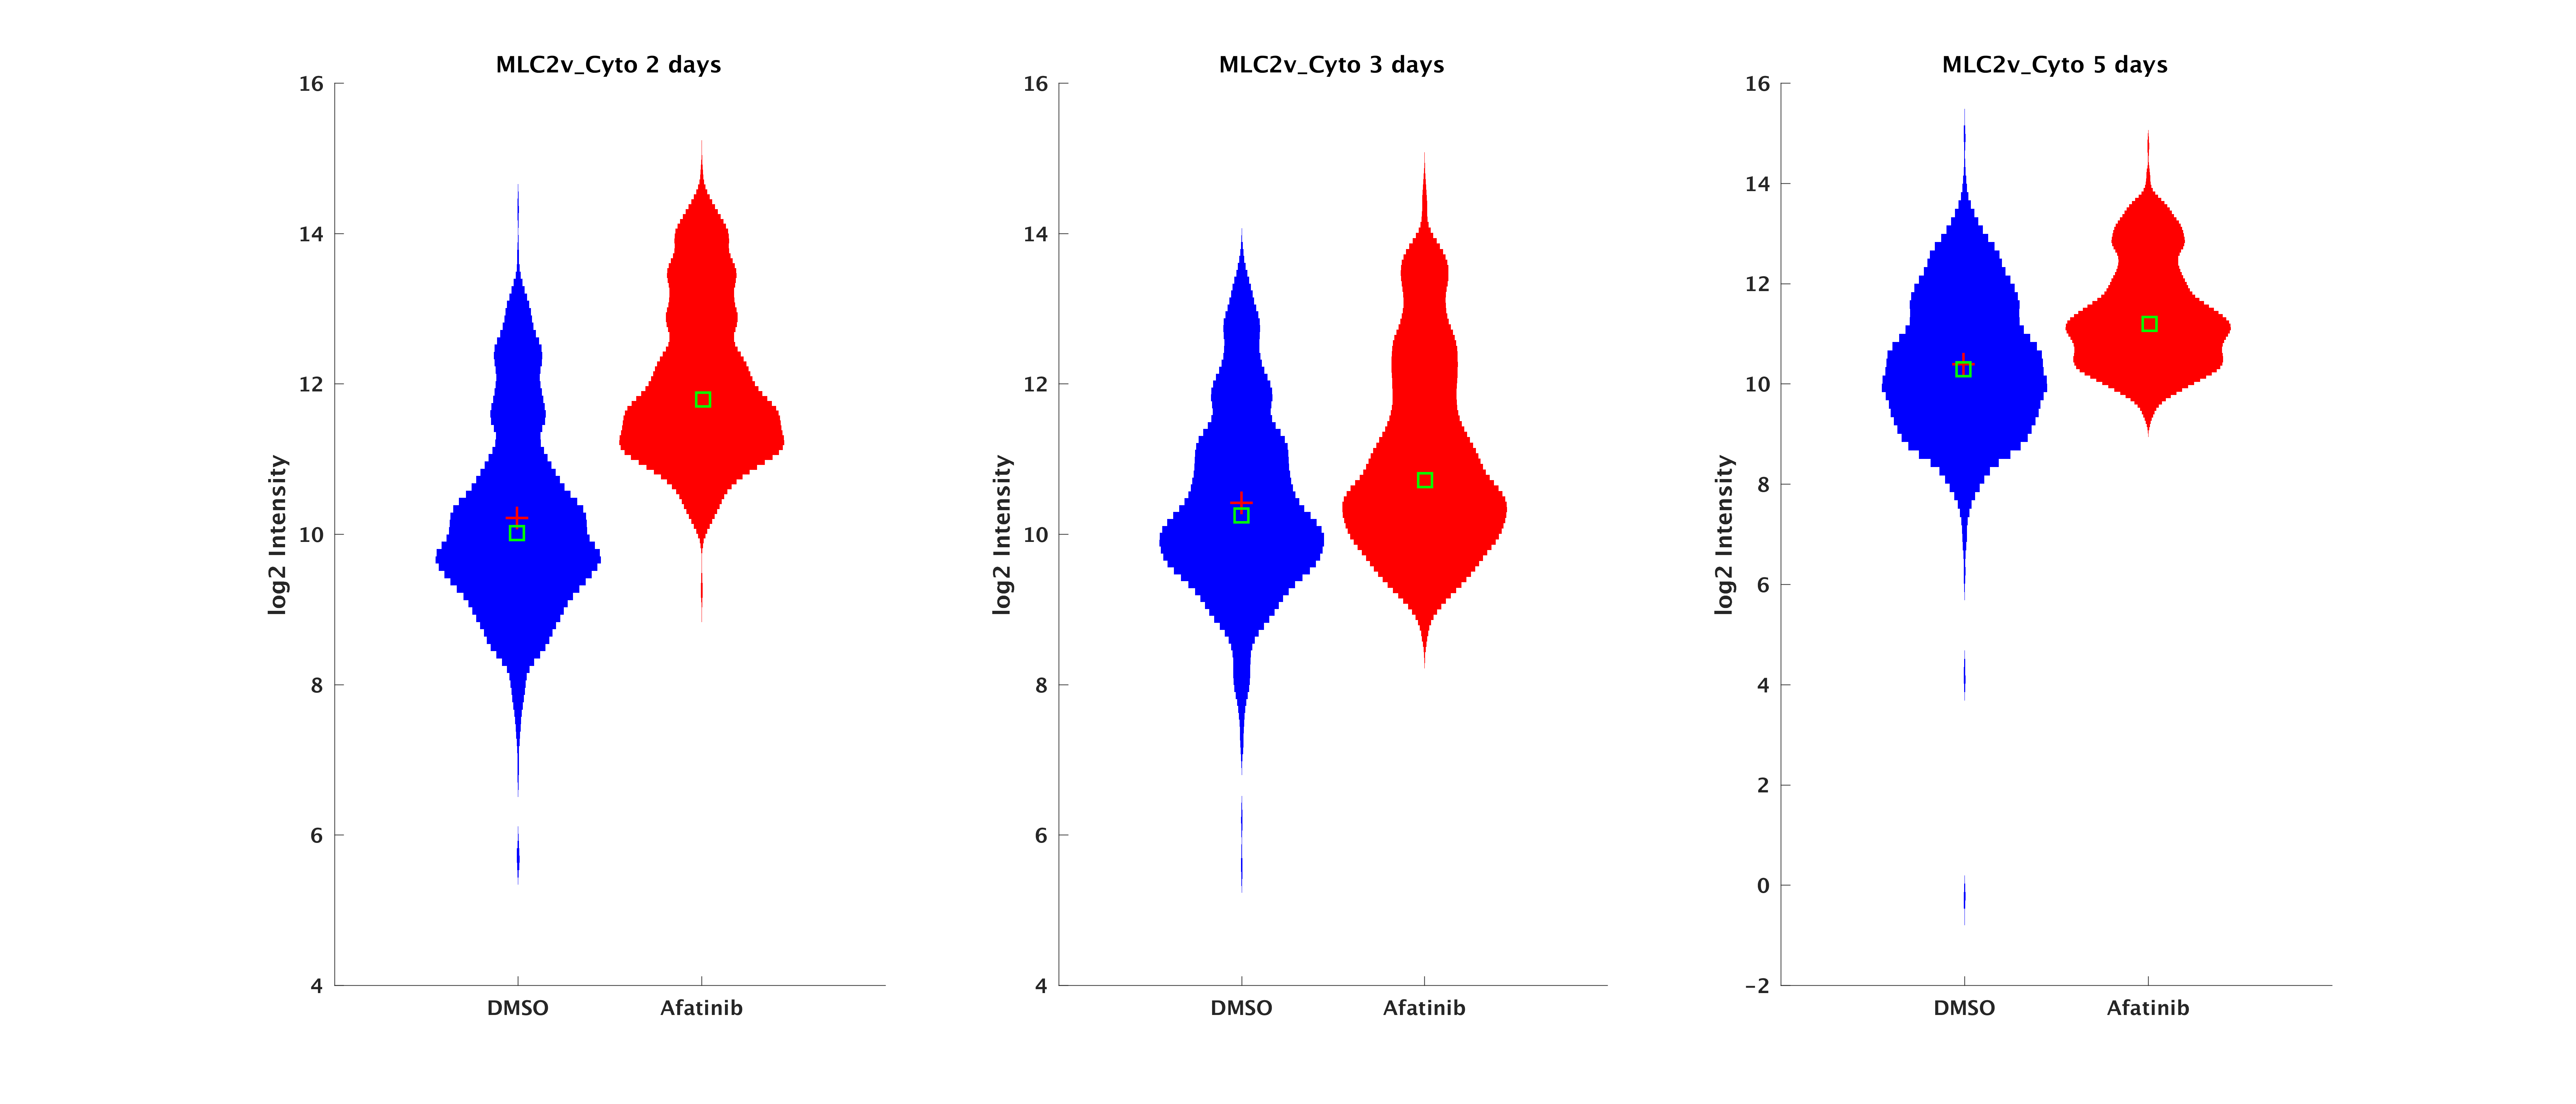 MLC2v_Cyto 2 days
16
14
12
10
8
6
4
log2 Intensity
DMSO
Afatinib
MLC2v_Cyto 3 days
16
14
12
10
8
6
4
log2 Intensity
DMSO
Afatinib
MLC2v_Cyto 5 days
16
14
12
10
8
6
4
2
0
-2
log2 Intensity
DMSO
Afatinib